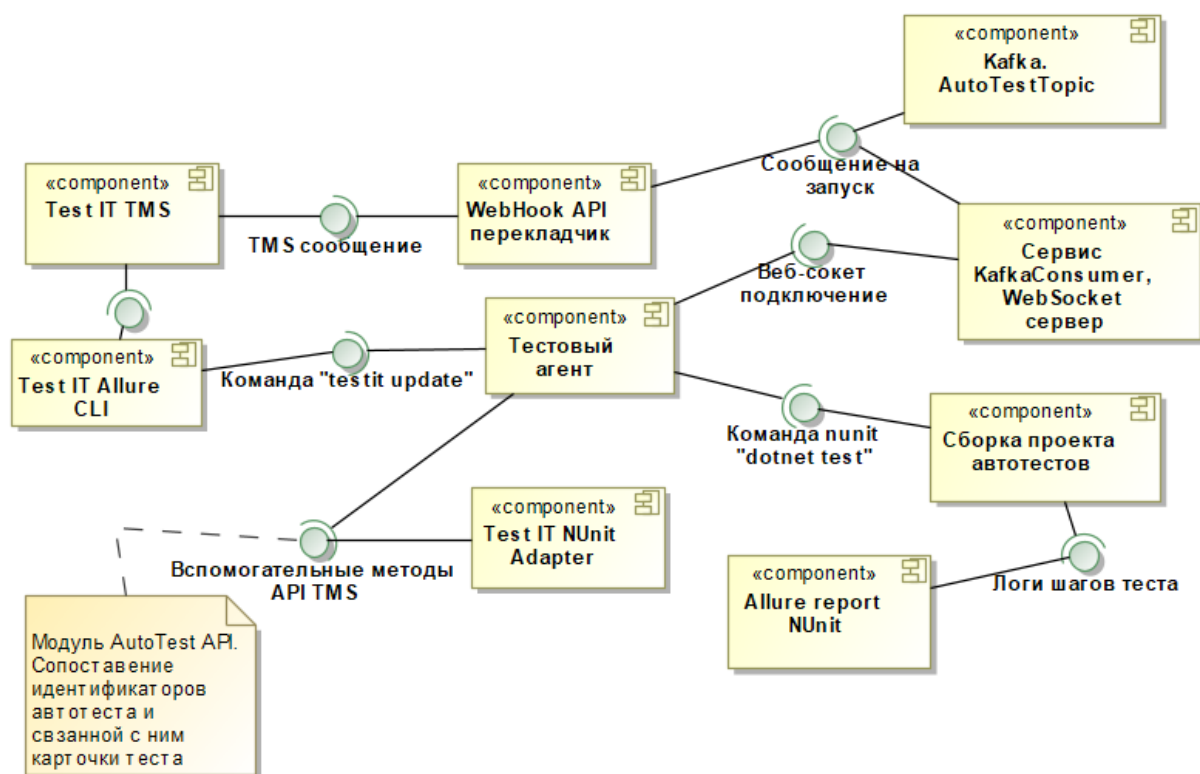 «component»
Kafka.
AutoTestTopic
Сообщение на
запуск
«component»
Test IT TMS
TMS сообщение
«component»
WebHook API
перекладчик
«component»
Сервис
KafkaConsumer,
WebSocket
сервер
Веб-сокет
подключение
«component»
Тестовый
агент
«component»
Test IT Allure
CLI
Команда "testit update"
Команда nunit
"dotnet test"
«component»
Сборка проекта
автотестов
«component»
Test IT NUnit
Adapter
Вспомогательные методы
API TMS
«component»
Allure report
NUnit
Логи шагов теста
Модуль AutoTest API.
Сопоставение
идентификаторов
автотеста и
свзанной с ним
карточки теста